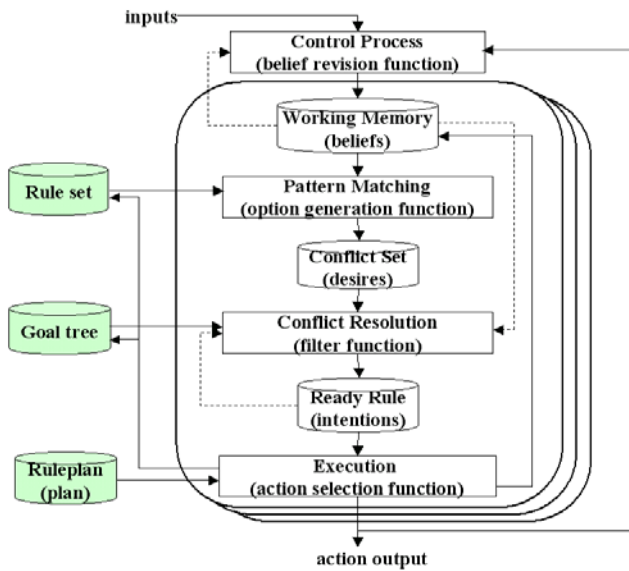 inputs
Control Process
(belief revision function)
Working Memory
(beliefs)
Rule set
Pattern Matching
(option generation function)
Conflict Set
(desires)
Goal tree
Conflict Resolution
(filter function)
Ready Rule
(intentions)
Ruleplan
(plan)
Execution
(action selection function)
action output